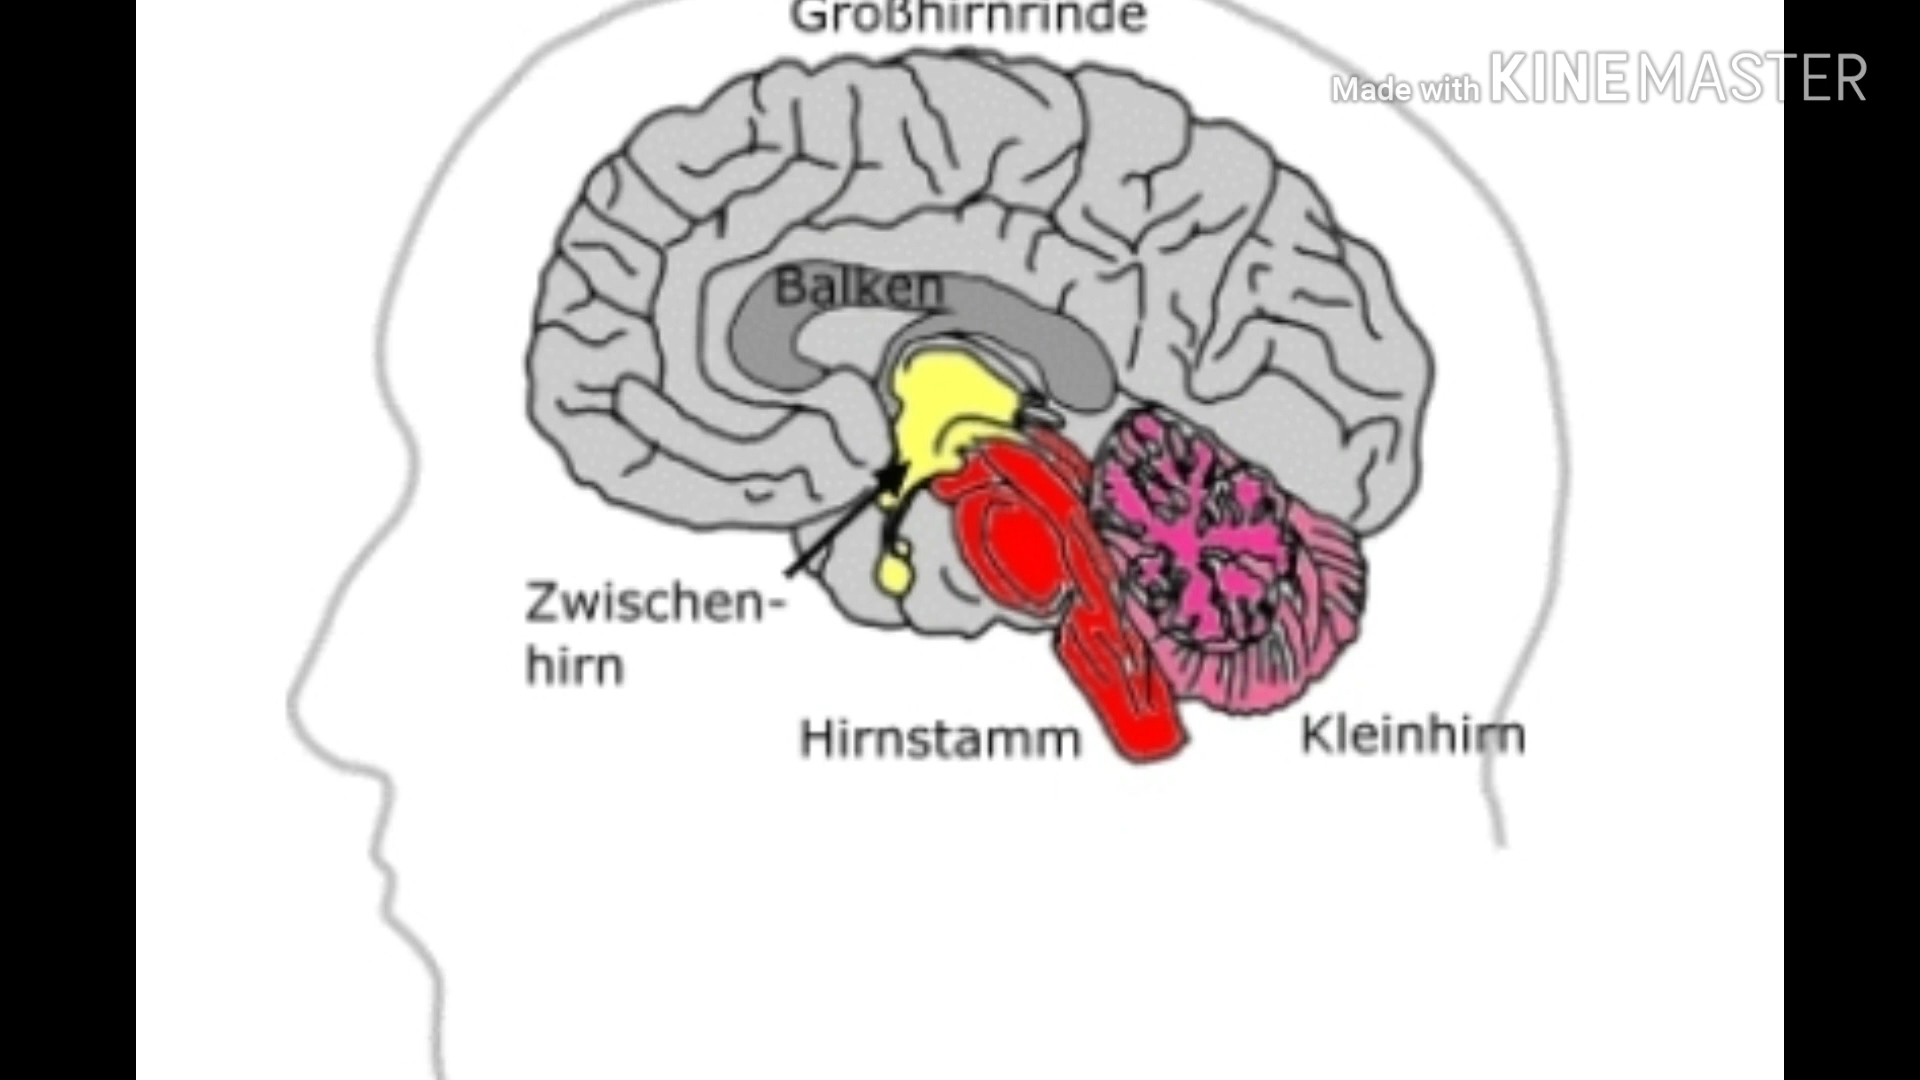 Großhirnrinde
Made with KINEMASTER
Balken
Zwischen-
hirn
Hirnstamm
Kleinhirn